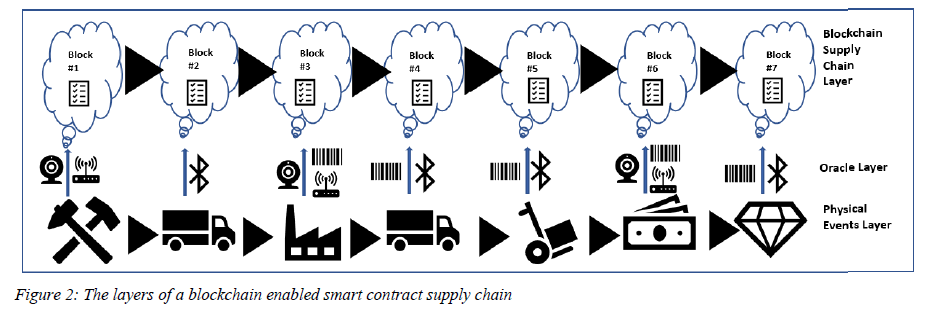 Block
#1
Block
#2
Block
#3
Block
#4
Block
#5
Block
#6
Block
#7
Blockchain
Supply
Chain
Layer
Oracle Layer
Physical
Events Layer
Figure 2: The layers of a blockchain enabled smart contract supply chain